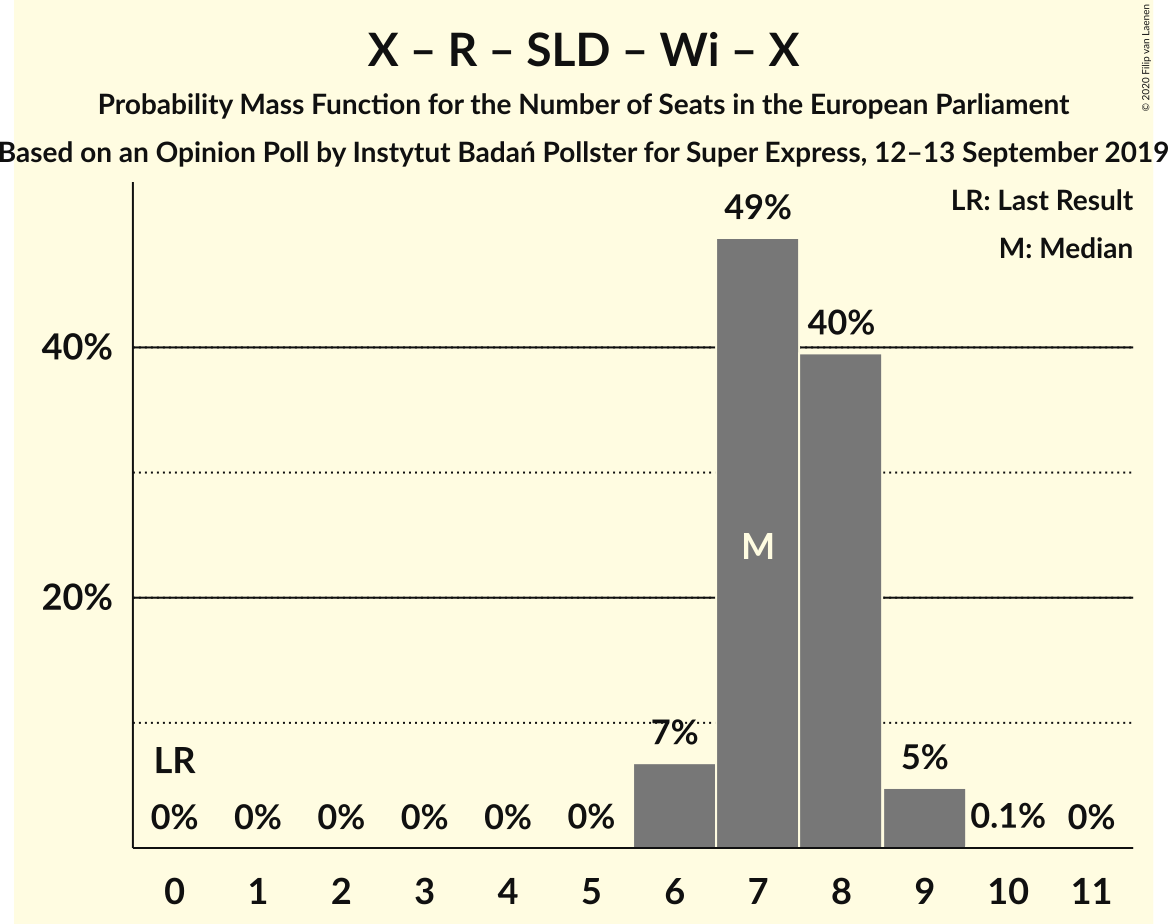 X – R – SLD – Wi – X
Probability Mass Function for the Number of Seats in the European Parliament
Based on an Opinion Poll by Instytut Badań Pollster for Super Express, 12–13 September 2019
© 2020 Filip van Laenen
LR: Last Result
M: Median
49%
40%
40%
20%
M
7%
5%
LR
0% 0% 0% 0% 0% 0% 0.1% 0%
0 1 2 3 4 5 6 7 8 9 10 11